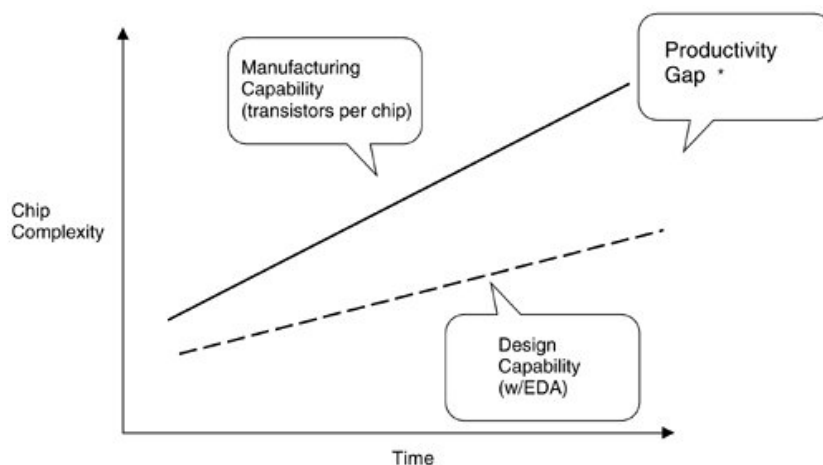 Manufacturing
Capability
(transistors per chip)
Productivity
Gap *
Chip
Complexity
Design
Capability
(w/EDA)
Time